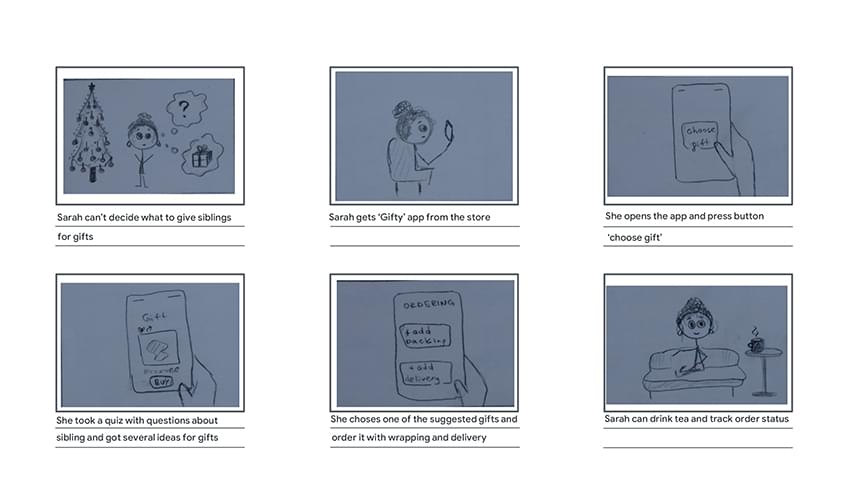 ?
Sarah can't decide what to give siblings
for gifts
Sarah gets 'Gifty' app from the store
choose
gift
She opens the app and press button
'choose gift'
Gift
BUY
She took a quiz with questions about
sibling and got several ideas for gifts
ORDERING
+ add
packing
+ add
delivery
She choses one of the suggested gifts and
order it with wrapping and delivery
Sarah can drink tea and track order status